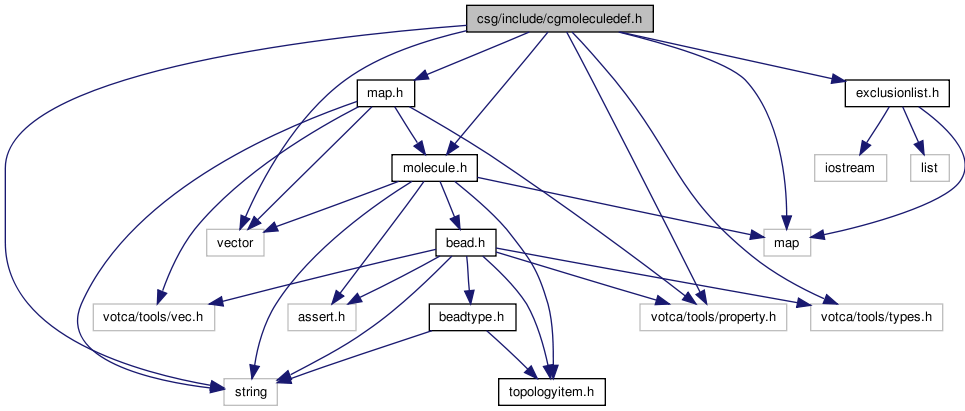 csg/include/cgmoleculedef.h
map.h
exclusionlist.h
molecule.h
iostream
list
vector
bead.h
map
votca/tools/vec.h
assert.h
beadtype.h
votca/tools/property.h
votca/tools/types.h
string
topologyitem.h